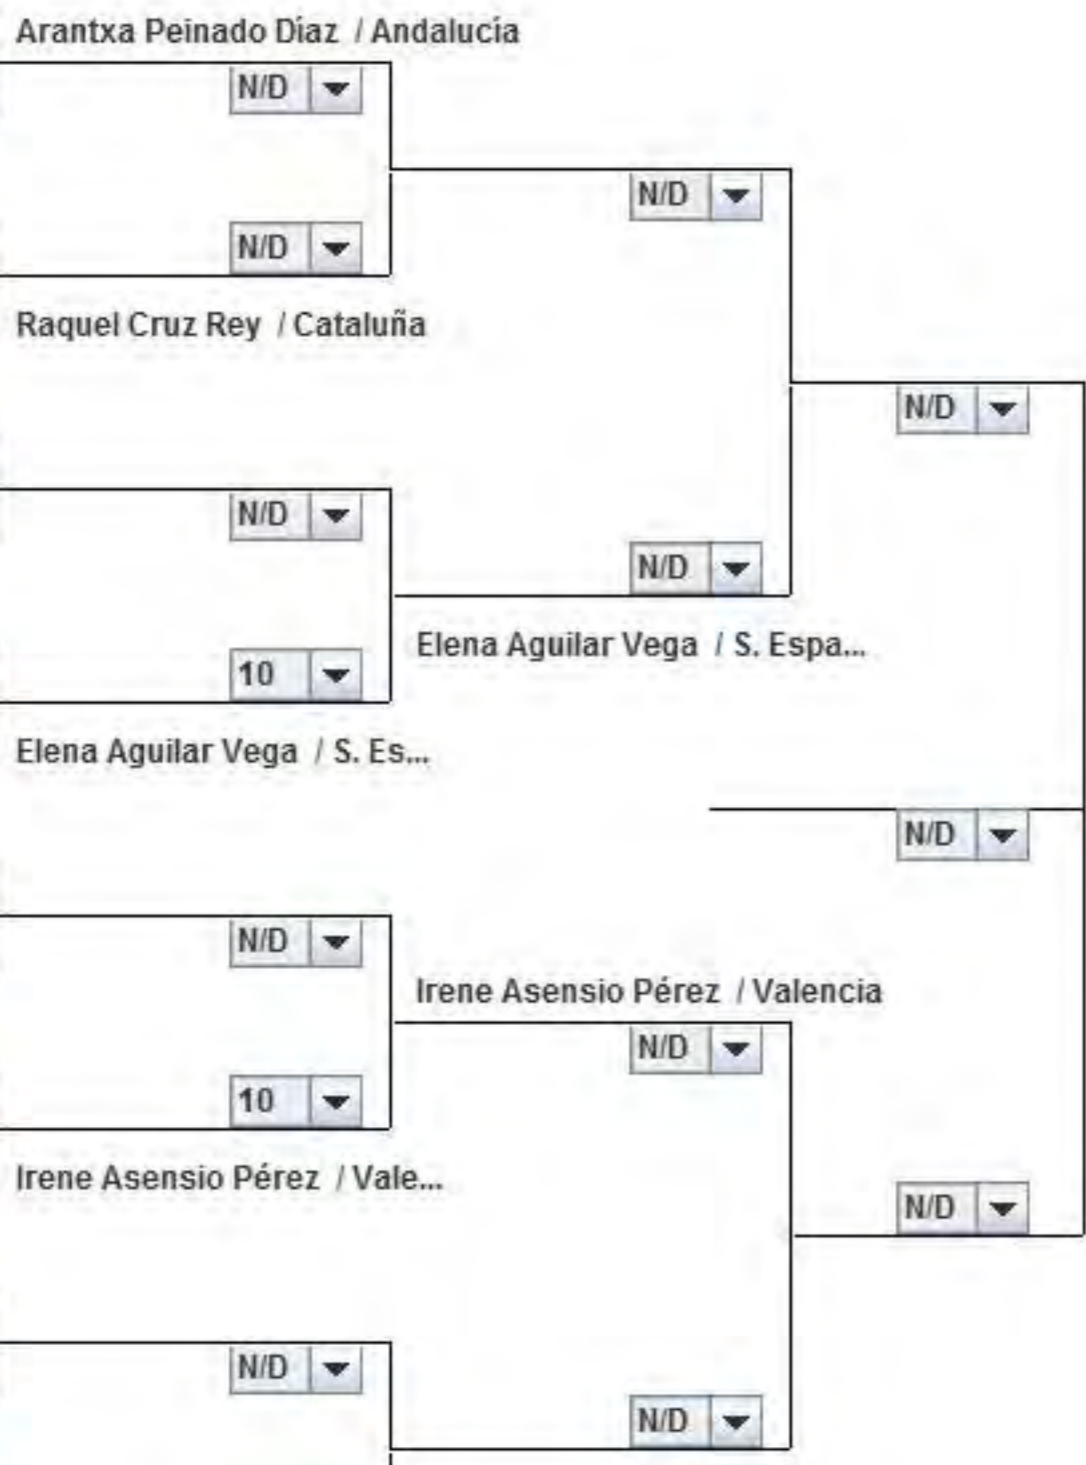 Arantxa Peinado Díaz / Andalucía
N/D
N/D
N/D
Raquel Cruz Rey / Cataluña
N/D
N/D
N/D
Elena Aguilar Vega / S. Espa...
10
Elena Aguilar Vega / S. Es...
N/D
N/D
Irene Asensio Pérez / Valencia
N/D
10
Irene Asensio Pérez / Vale...
N/D
N/D
N/D